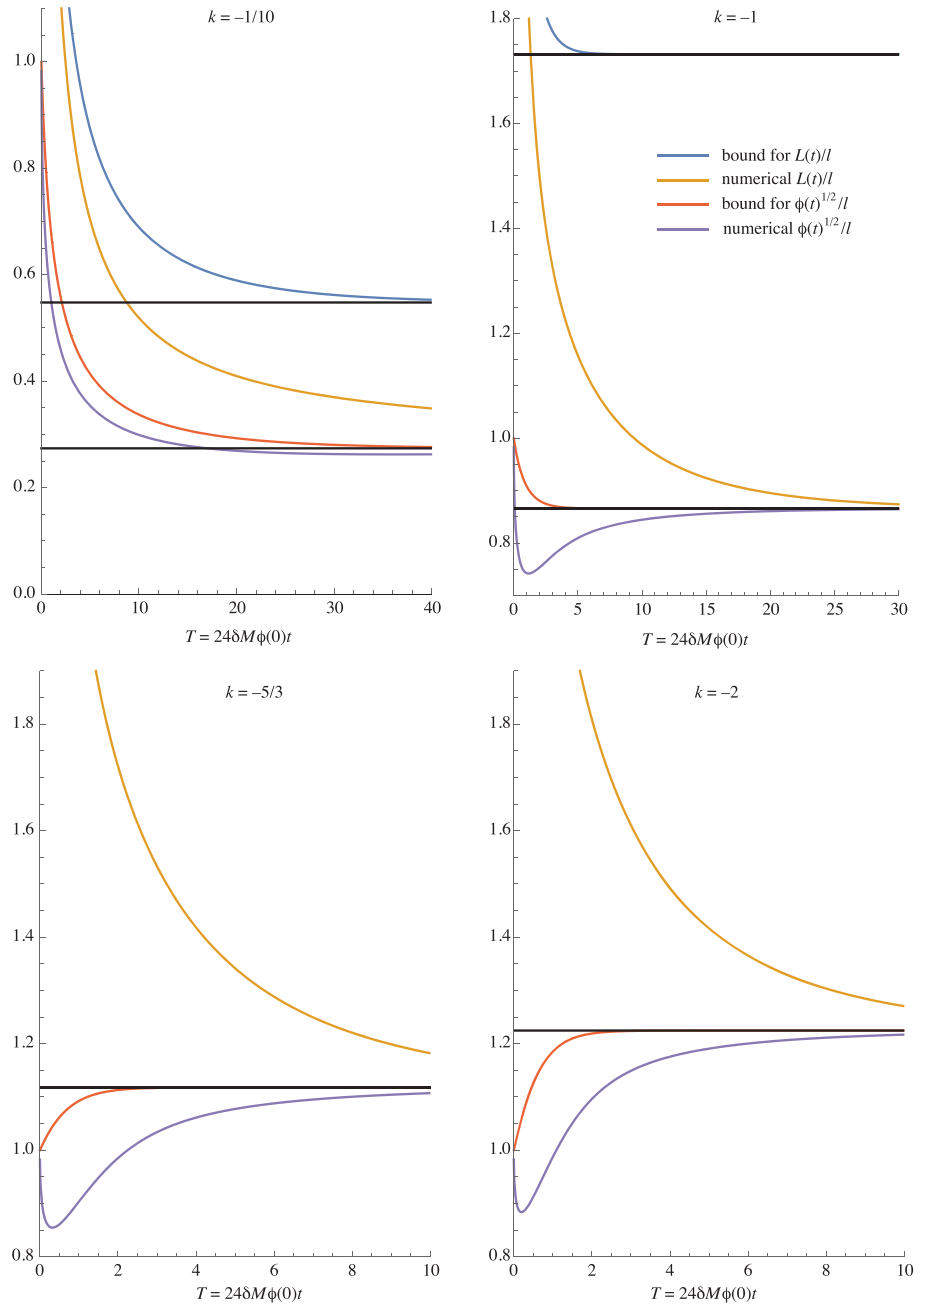 k = –1/10
1.0
0.8
0.6
0.4
0.2
0.0
0 10 20 30 40
T = 24δMϕ(0)t
k = –1
1.8
1.6
1.4
1.2
1.0
0.8
bound for L(t)/l
numerical L(t)/l
bound for ϕ(t)^1/2/l
numerical ϕ(t)^1/2/l
0 5 10 15 20 25 30
T = 24δMϕ(0)t
k = –5/3
1.8
1.6
1.4
1.2
1.0
0.8
0 2 4 6 8 10
T = 24δMϕ(0)t
k = –2
1.8
1.6
1.4
1.2
1.0
0.8
0 2 4 6 8 10
T = 24δMϕ(0)t